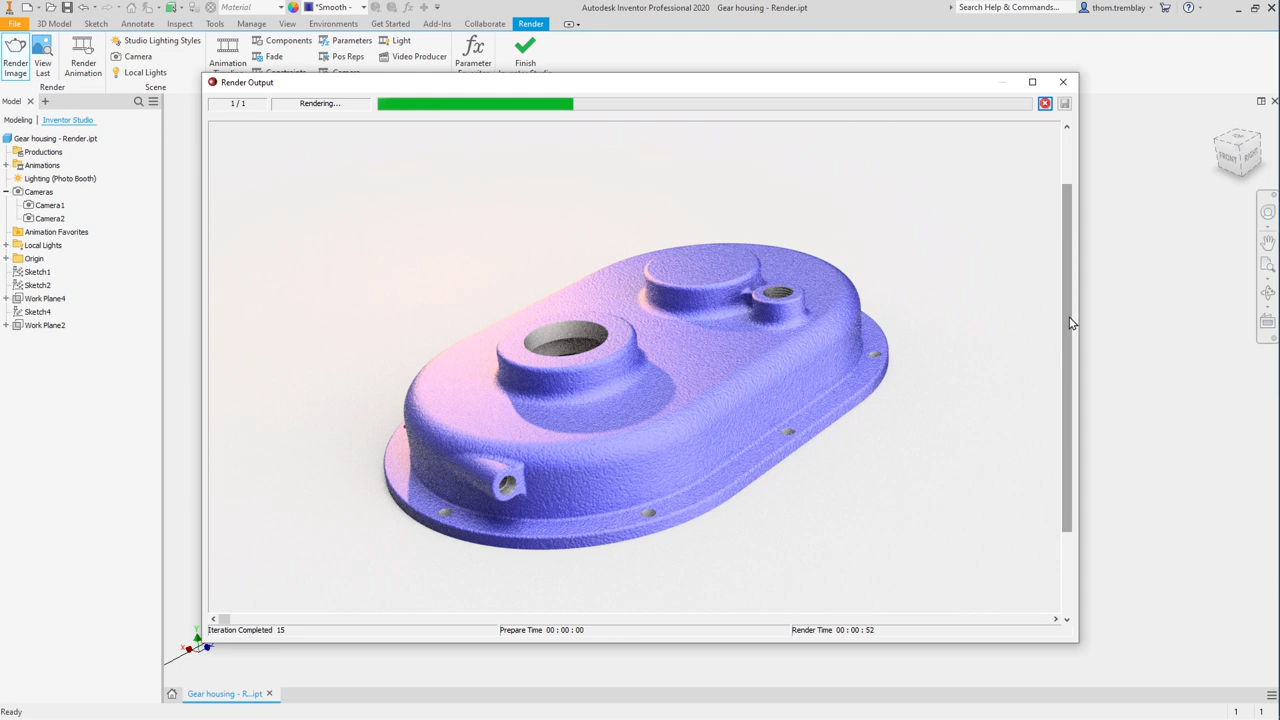 Material
*Smooth
Autodesk Inventor Professional 2020 Gear housing - Render.ipt
Search Help & Commands...
thom.tremblay
File 3D Model Sketch Annotate Inspect Tools Manage View Environments Get Started Add-Ins Collaborate Render
Render Image
View Last
Render Animation
Render
Studio Lighting Styles
Camera
Local Lights
Scene
Animation
Components
Fade
Parameters
Pos Reps
Light
Video Producer
fx
Parameter
Finish
Render Output
1 / 1 Rendering...
Model
Modeling Inventor Studio
Gear housing - Render.ipt
Productions
Animations
Lighting (Photo Booth)
Cameras
Camera1
Camera2
Animation Favorites
Local Lights
Origin
Sketch1
Sketch2
Work Plane4
Sketch4
Work Plane2
FRONT RIGHT
Iteration Completed 15 Prepare Time 00 : 00 : 00 Render Time 00 : 00 : 52
Gear housing - R...ipt
Ready 1 1